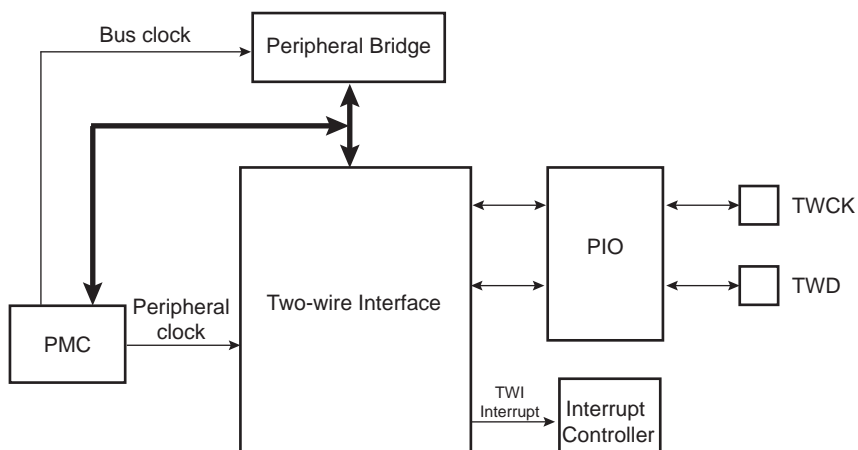 Bus clock
Peripheral Bridge
TWCK
PIO
Two-wire Interface
TWD
Peripheral
clock
PMC
TWI
Interrupt
Interrupt
Controller